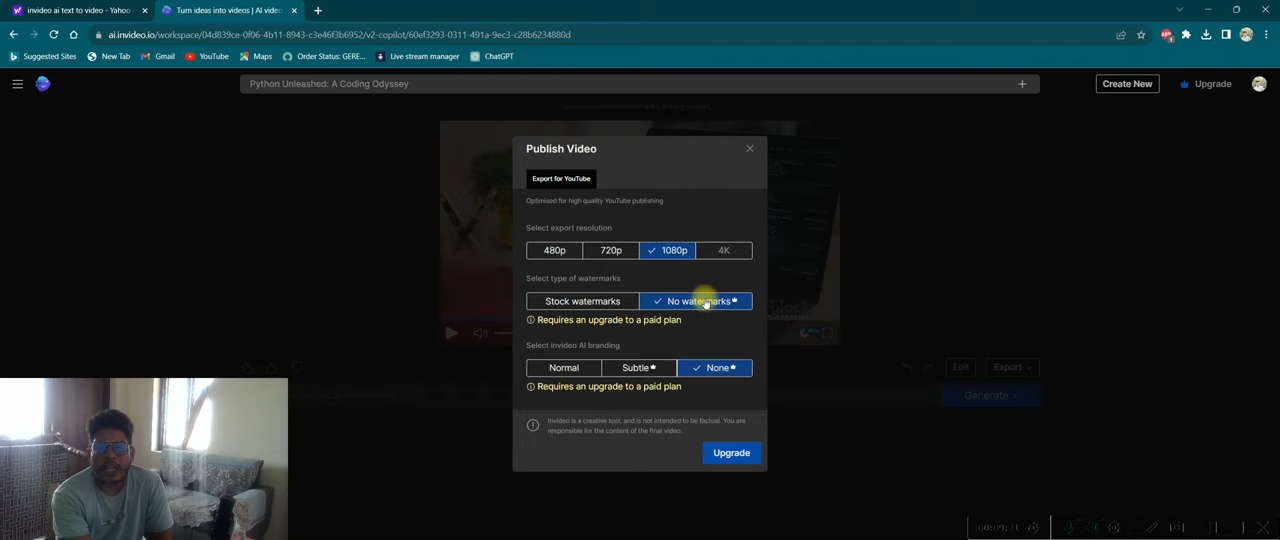 invideo ai text to video - Yahoo
Turn ideas into videos | AI video
ai.invideo.io/workspace/04d839ce-0f06-4b11-8943-c3e46f3b6952/v2-copilot/60ef3293-0311-491a-9ec3-c28b6234880d
Suggested Sites New Tab Gmail YouTube Maps Order Status: GERE... Live stream manager ChatGPT
Python Unleashed: A Coding Odyssey
Create New
Upgrade
Publish Video
Export for YouTube
Optimised for high quality YouTube publishing
Select export resolution
480p 720p 1080p 4K
Select type of watermarks
Stock watermarks No watermarks
Requires an upgrade to a paid plan
Select invideo AI branding
Normal Subtle None
Requires an upgrade to a paid plan
Edit Export
Generate
Invideo is a creative tool, and is not intended to be factual. You are
responsible for the content of the final video.
Upgrade